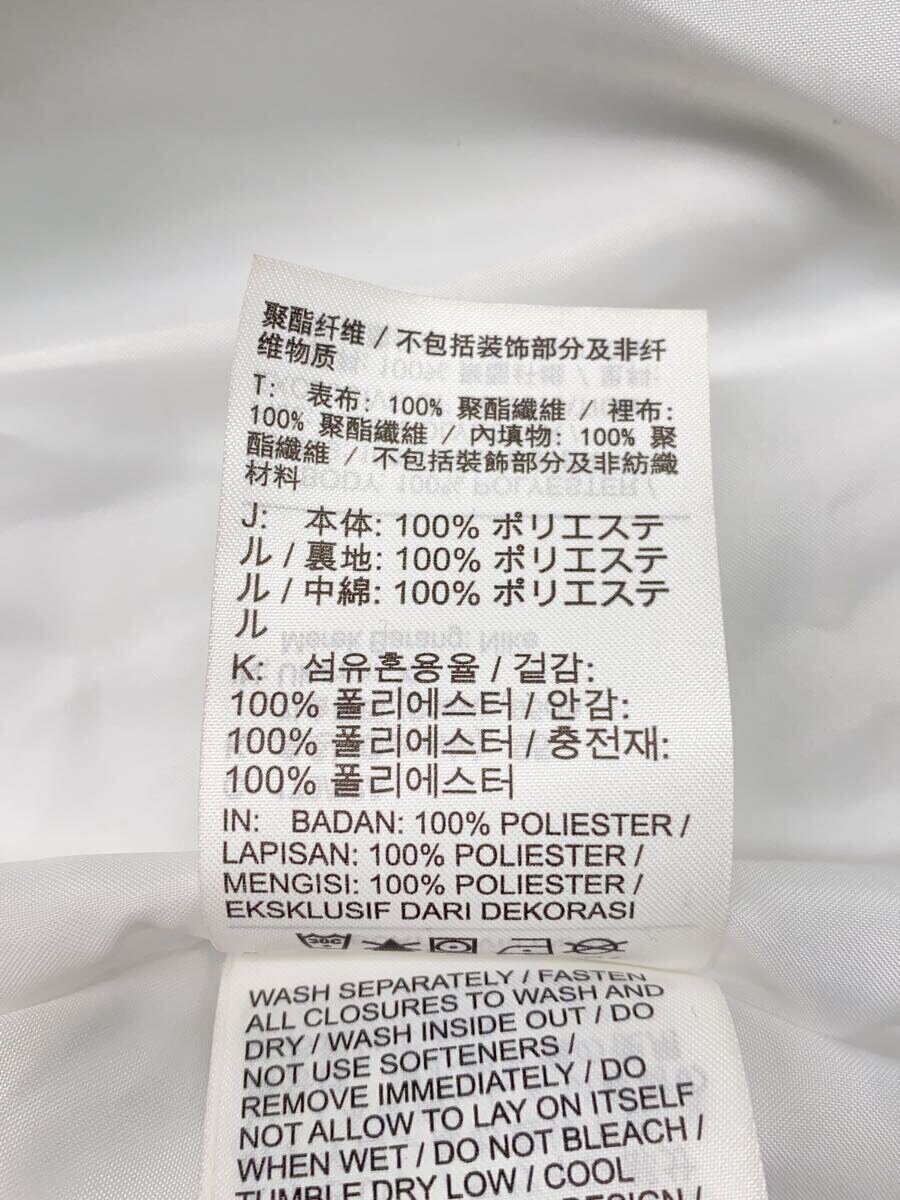 聚酯纤维 / 不包括装饰部分及非纤
维物质
T: 表布: 100% 聚酯纖維 / 裡布:
100% 聚酯纖維 / 內填物: 100% 聚
酯纖維 / 不包括裝飾部分及非紡織
材料
J: 本体: 100% ポリエステ
ル / 裏地: 100% ポリエステ
ル / 中綿: 100% ポリエステ
ル
K: 섬유혼용율 / 겉감:
100% 폴리에스터 / 안감:
100% 폴리에스터 / 충전재:
100% 폴리에스터
IN: BADAN: 100% POLIESTER /
LAPISAN: 100% POLIESTER /
MENGISI: 100% POLIESTER /
EKSKLUSIF DARI DEKORASI
30C
WASH SEPARATELY / FASTEN
ALL CLOSURES TO WASH AND
DRY / WASH INSIDE OUT / DO
NOT USE SOFTENERS /
REMOVE IMMEDIATELY / DO
NOT ALLOW TO LAY ON ITSELF
WHEN WET / DO NOT BLEACH /
TUMBLE DRY LOW / COOL
DESIGN /